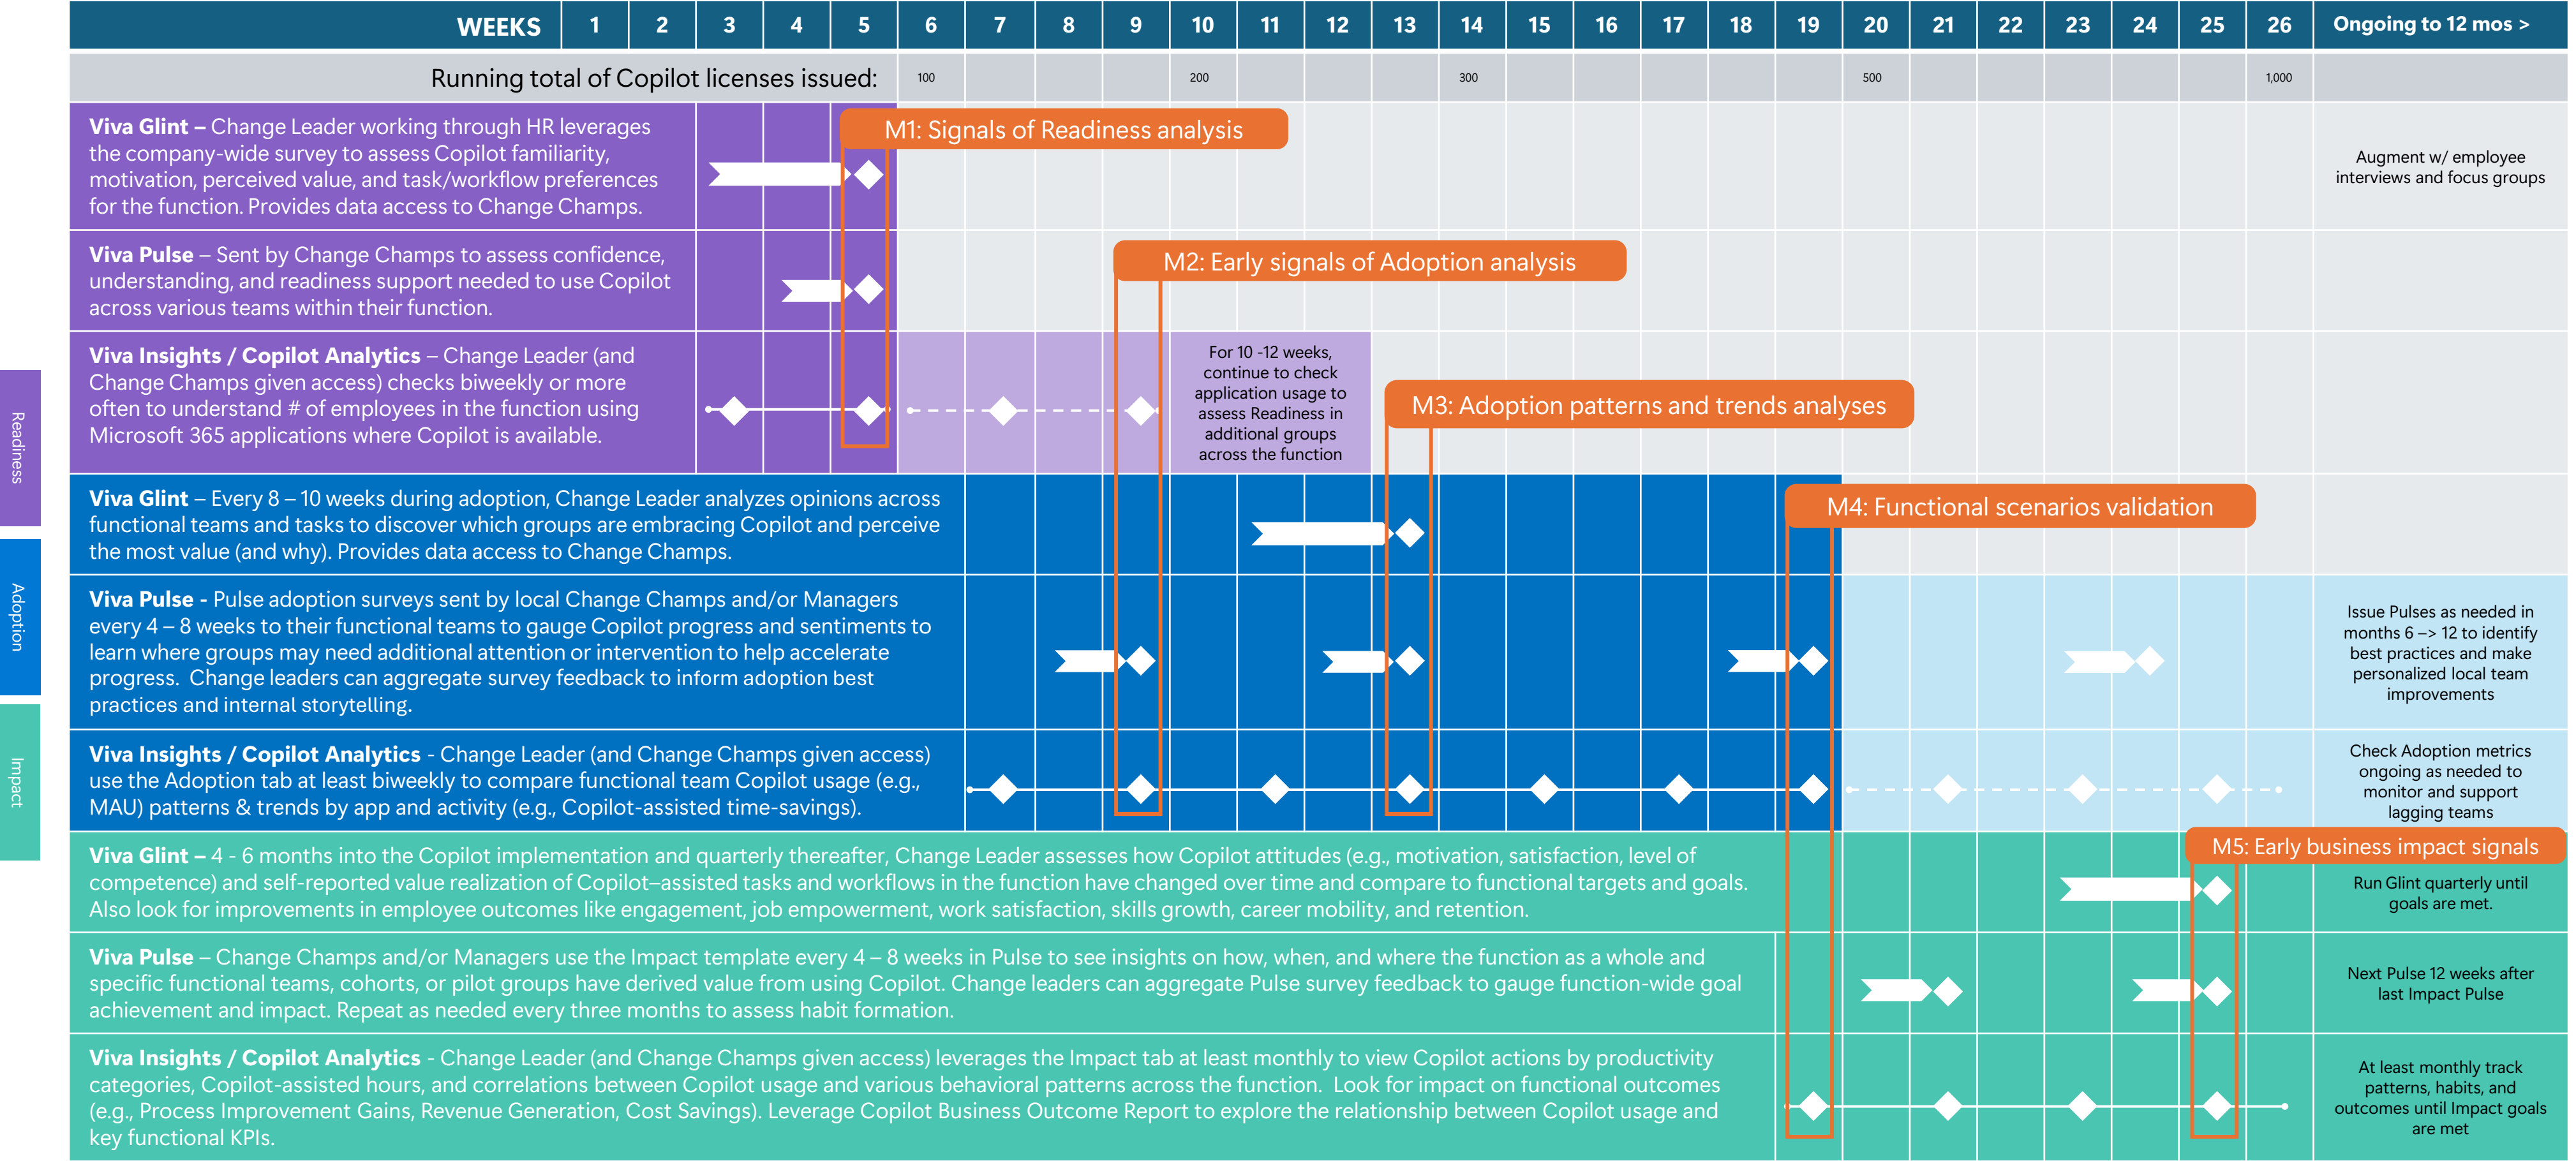 WEEKS 1 2 3 4 5 6 7 8 9 10 11 12 13 14 15 16 17 18 19 20 21 22 23 24 25 26 Ongoing to 12 mos >
Running total of Copilot licenses issued: 100 200 300 500 1,000
Readiness
Viva Glint – Change Leader working through HR leverages
the company-wide survey to assess Copilot familiarity,
motivation, perceived value, and task/workflow preferences
for the function. Provides data access to Change Champs.
M1: Signals of Readiness analysis
Augment w/ employee
interviews and focus groups
Viva Pulse – Sent by Change Champs to assess confidence,
understanding, and readiness support needed to use Copilot
across various teams within their function.
M2: Early signals of Adoption analysis
Viva Insights / Copilot Analytics – Change Leader (and
Change Champs given access) checks biweekly or more
often to understand # of employees in the function using
Microsoft 365 applications where Copilot is available.
For 10 -12 weeks,
continue to check
application usage to
assess Readiness in
additional groups
across the function
M3: Adoption patterns and trends analyses
Adoption
Viva Glint – Every 8 – 10 weeks during adoption, Change Leader analyzes opinions across
functional teams and tasks to discover which groups are embracing Copilot and perceive
the most value (and why). Provides data access to Change Champs.
M4: Functional scenarios validation
Viva Pulse - Pulse adoption surveys sent by local Change Champs and/or Managers
every 4 – 8 weeks to their functional teams to gauge Copilot progress and sentiments to
learn where groups may need additional attention or intervention to help accelerate
progress. Change leaders can aggregate survey feedback to inform adoption best
practices and internal storytelling.
Issue Pulses as needed in
months 6 –> 12 to identify
best practices and make
personalized local team
improvements
Viva Insights / Copilot Analytics - Change Leader (and Change Champs given access)
use the Adoption tab at least biweekly to compare functional team Copilot usage (e.g.,
MAU) patterns & trends by app and activity (e.g., Copilot-assisted time-savings).
Check Adoption metrics
ongoing as needed to
monitor and support
lagging teams
Impact
Viva Glint – 4 - 6 months into the Copilot implementation and quarterly thereafter, Change Leader assesses how Copilot attitudes (e.g., motivation, satisfaction, level of
competence) and self-reported value realization of Copilot–assisted tasks and workflows in the function have changed over time and compare to functional targets and goals.
Also look for improvements in employee outcomes like engagement, job empowerment, work satisfaction, skills growth, career mobility, and retention.
M5: Early business impact signals
Run Glint quarterly until
goals are met.
Viva Pulse – Change Champs and/or Managers use the Impact template every 4 – 8 weeks in Pulse to see insights on how, when, and where the function as a whole and
specific functional teams, cohorts, or pilot groups have derived value from using Copilot. Change leaders can aggregate Pulse survey feedback to gauge function-wide goal
achievement and impact. Repeat as needed every three months to assess habit formation.
Next Pulse 12 weeks after
last Impact Pulse
Viva Insights / Copilot Analytics - Change Leader (and Change Champs given access) leverages the Impact tab at least monthly to view Copilot actions by productivity
categories, Copilot-assisted hours, and correlations between Copilot usage and various behavioral patterns across the function. Look for impact on functional outcomes
(e.g., Process Improvement Gains, Revenue Generation, Cost Savings). Leverage Copilot Business Outcome Report to explore the relationship between Copilot usage and
key functional KPIs.
At least monthly track
patterns, habits, and
outcomes until Impact goals
are met